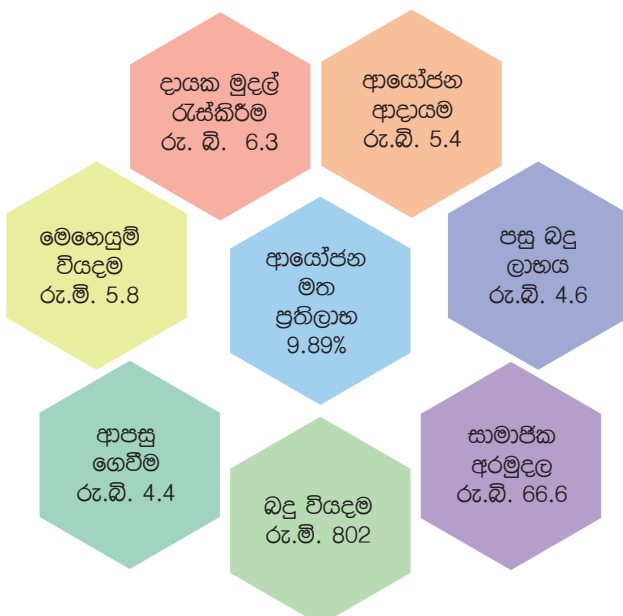 දායක මුදල්
රැස්කිරීම
රු. බි. 6.3
ආයෝජන
ආදායම
රු.බි. 5.4
මෙහෙයුම්
වියදම
රු.මි. 5.8
ආයෝජන
මත
ප්‍රතිලාභ
9.89%
පසු බදු
ලාභය
රු.බි. 4.6
ආපසු
ගෙවීම
රු.බි. 4.4
බදු වියදම
රු.මි. 802
සාමාජික
අරමුදල
රු.බි. 66.6